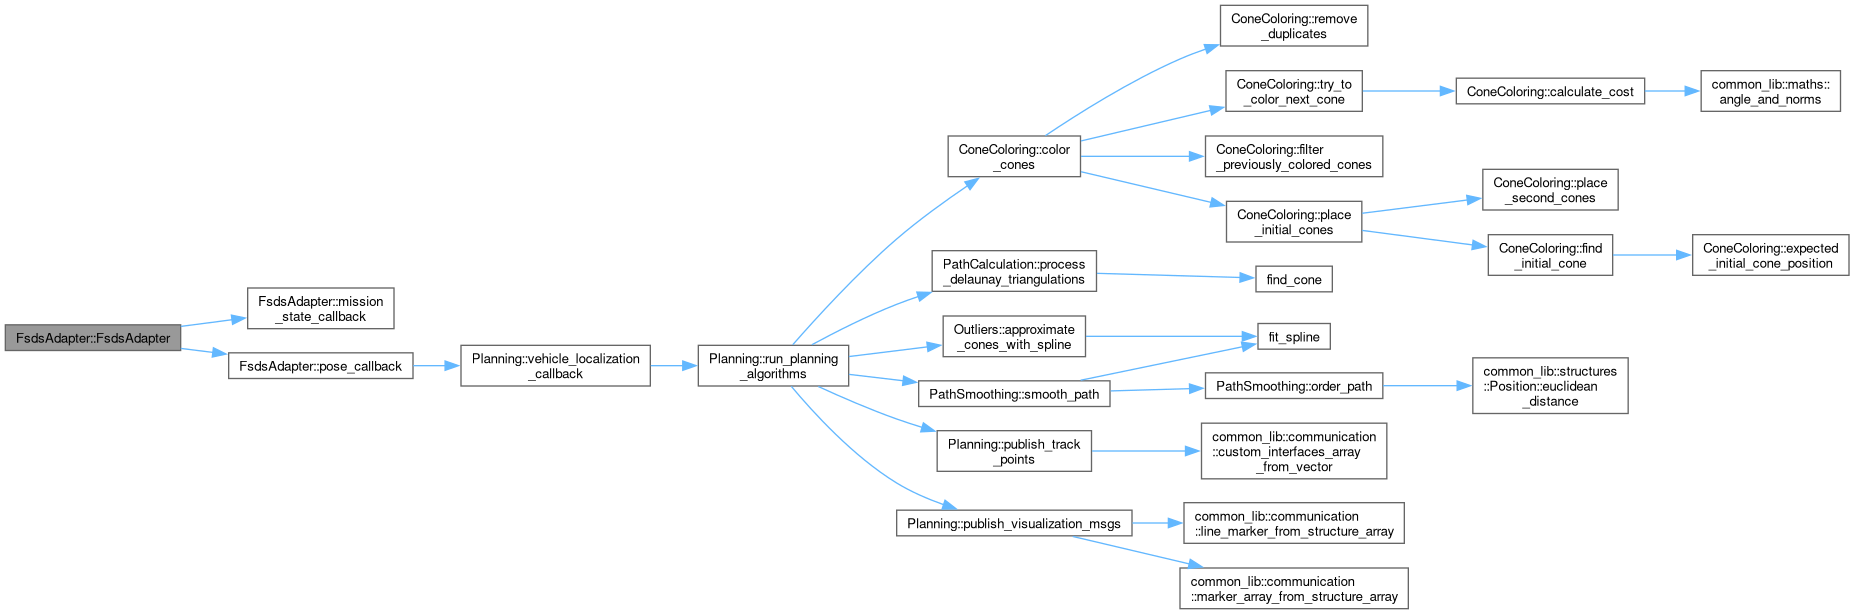 ConeColoring::remove
_duplicates
ConeColoring::try_to
_color_next_cone
ConeColoring::calculate_cost
common_lib::maths::
angle_and_norms
ConeColoring::color
_cones
ConeColoring::filter
_previously_colored_cones
ConeColoring::place
_second_cones
ConeColoring::place
_initial_cones
ConeColoring::find
_initial_cone
ConeColoring::expected
_initial_cone_position
PathCalculation::process
_delaunay_triangulations
find_cone
FsdsAdapter::mission
_state_callback
FsdsAdapter::FsdsAdapter
FsdsAdapter::pose_callback
Planning::vehicle_localization
_callback
Planning::run_planning
_algorithms
Outliers::approximate
_cones_with_spline
fit_spline
PathSmoothing::smooth_path
PathSmoothing::order_path
common_lib::structures
::Position::euclidean
_distance
Planning::publish_track
_points
common_lib::communication
::custom_interfaces_array
_from_vector
Planning::publish_visualization_msgs
common_lib::communication
::line_marker_from_structure_array
common_lib::communication
::marker_array_from_structure_array